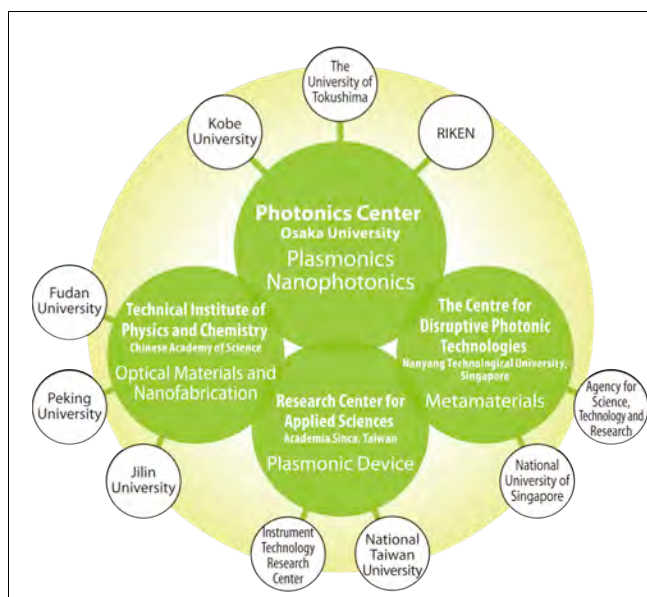 The
University of
Tokushima
Kobe
University
RIKEN
Photonics Center
Osaka University
Plasmonics
Nanophotonics
Fudan
University
Technical Institute of
Physics and Chemistry
Chinese Academy of Science
Optical Materials and
Nanofabrication
The Centre for
Disruptive Photonic
Technologies
Nanyang Technological University,
Singapore
Metamaterials
Peking
University
Research Center for
Applied Sciences
Academia Sinca, Taiwan
Plasmonic Device
Agency for
Science,
Technology and
Research
Jilin
University
National
University of
Singapore
Instrument
Technology
Research
Center
National
Taiwan
University